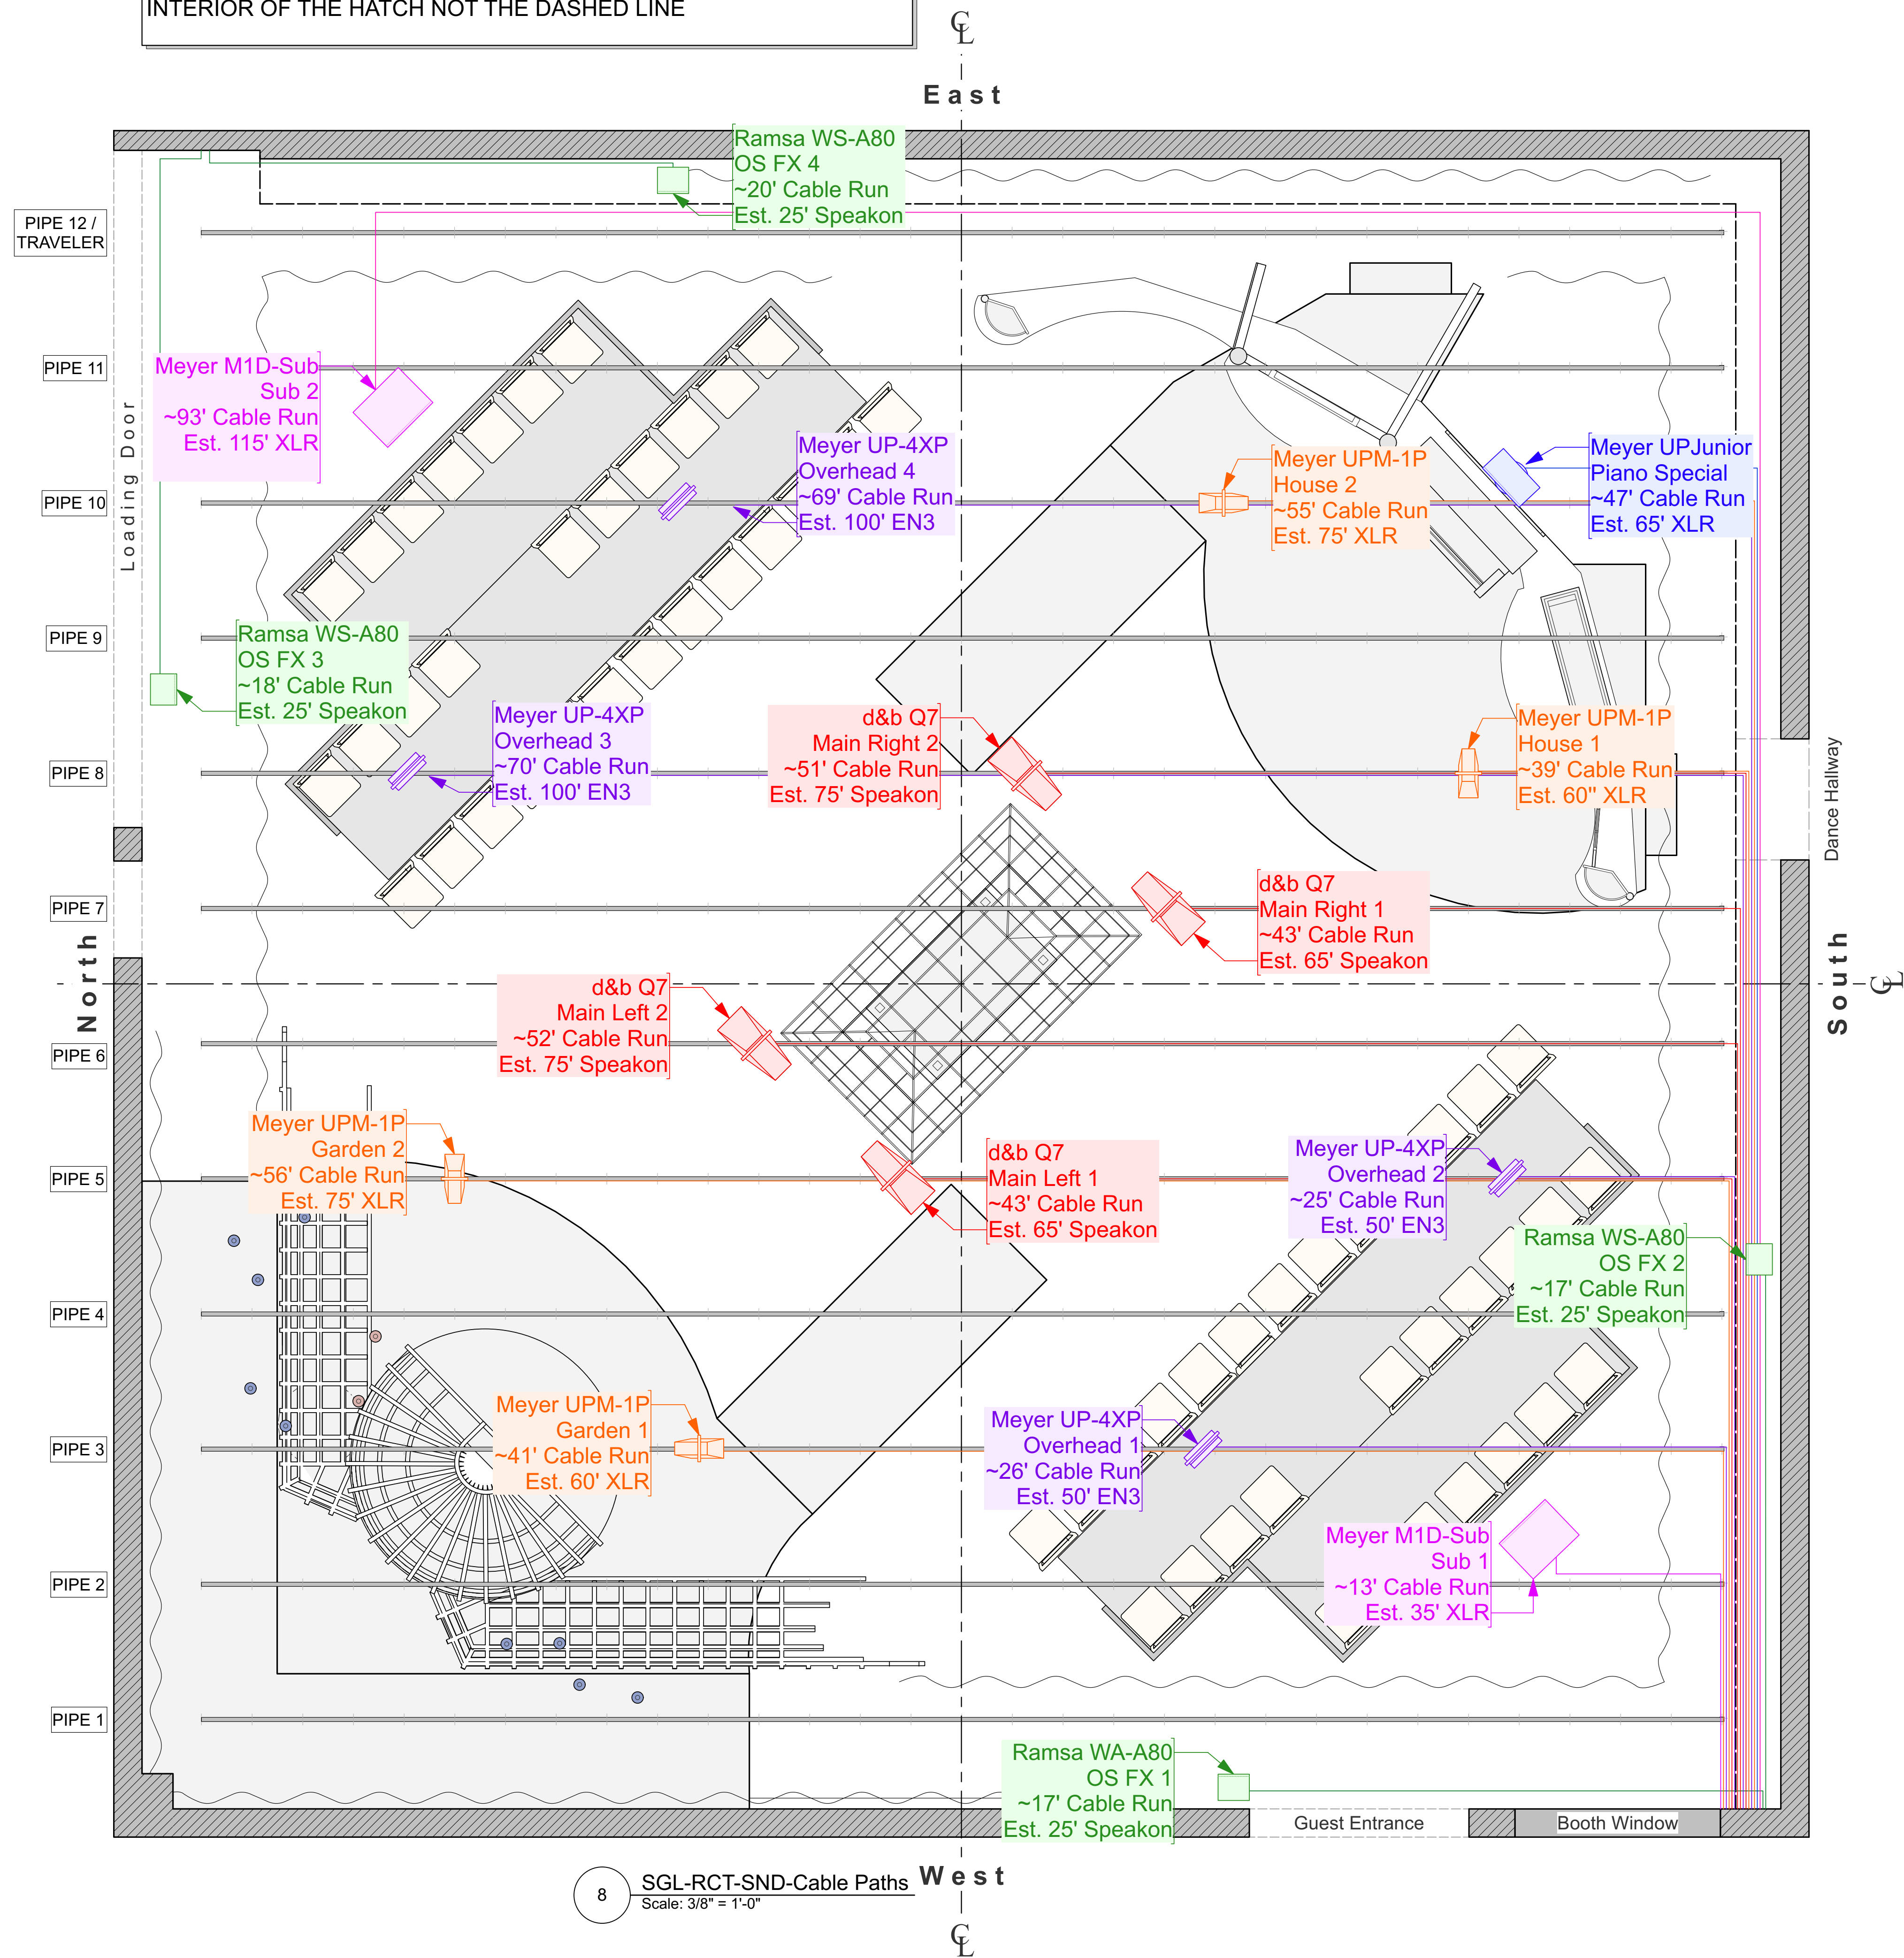 INTERIOR OF THE HATCH NOT THE DASHED LINE
CL
East
Ramsa WS-A80
OS FX 4
~20' Cable Run
Est. 25' Speakon
PIPE 12 /
TRAVELER
PIPE 11
Meyer M1D-Sub
Sub 2
~93' Cable Run
Est. 115' XLR
Loading Door
Meyer UP-4XP
Overhead 4
~69' Cable Run
Est. 100' EN3
Meyer UPM-1P
House 2
~55' Cable Run
Est. 75' XLR
Meyer UPJunior
Piano Special
~47' Cable Run
Est. 65' XLR
PIPE 10
PIPE 9
Ramsa WS-A80
OS FX 3
~18' Cable Run
Est. 25' Speakon
Meyer UP-4XP
Overhead 3
~70' Cable Run
Est. 100' EN3
d&b Q7
Main Right 2
~51' Cable Run
Est. 75' Speakon
Meyer UPM-1P
House 1
~39' Cable Run
Est. 60" XLR
PIPE 8
Dance Hallway
PIPE 7
d&b Q7
Main Right 1
~43' Cable Run
Est. 65' Speakon
North
South
CL
d&b Q7
Main Left 2
~52' Cable Run
Est. 75' Speakon
PIPE 6
Meyer UPM-1P
Garden 2
~56' Cable Run
Est. 75' XLR
d&b Q7
Main Left 1
~43' Cable Run
Est. 65' Speakon
Meyer UP-4XP
Overhead 2
~25' Cable Run
Est. 50' EN3
PIPE 5
Ramsa WS-A80
OS FX 2
~17' Cable Run
Est. 25' Speakon
PIPE 4
Meyer UPM-1P
Garden 1
~41' Cable Run
Est. 60' XLR
Meyer UP-4XP
Overhead 1
~26' Cable Run
Est. 50' EN3
PIPE 3
Meyer M1D-Sub
Sub 1
~13' Cable Run
Est. 35' XLR
PIPE 2
PIPE 1
Ramsa WA-A80
OS FX 1
~17' Cable Run
Est. 25' Speakon
Guest Entrance
Booth Window
West
8
SGL-RCT-SND-Cable Paths
Scale: 3/8" = 1'-0"
CL